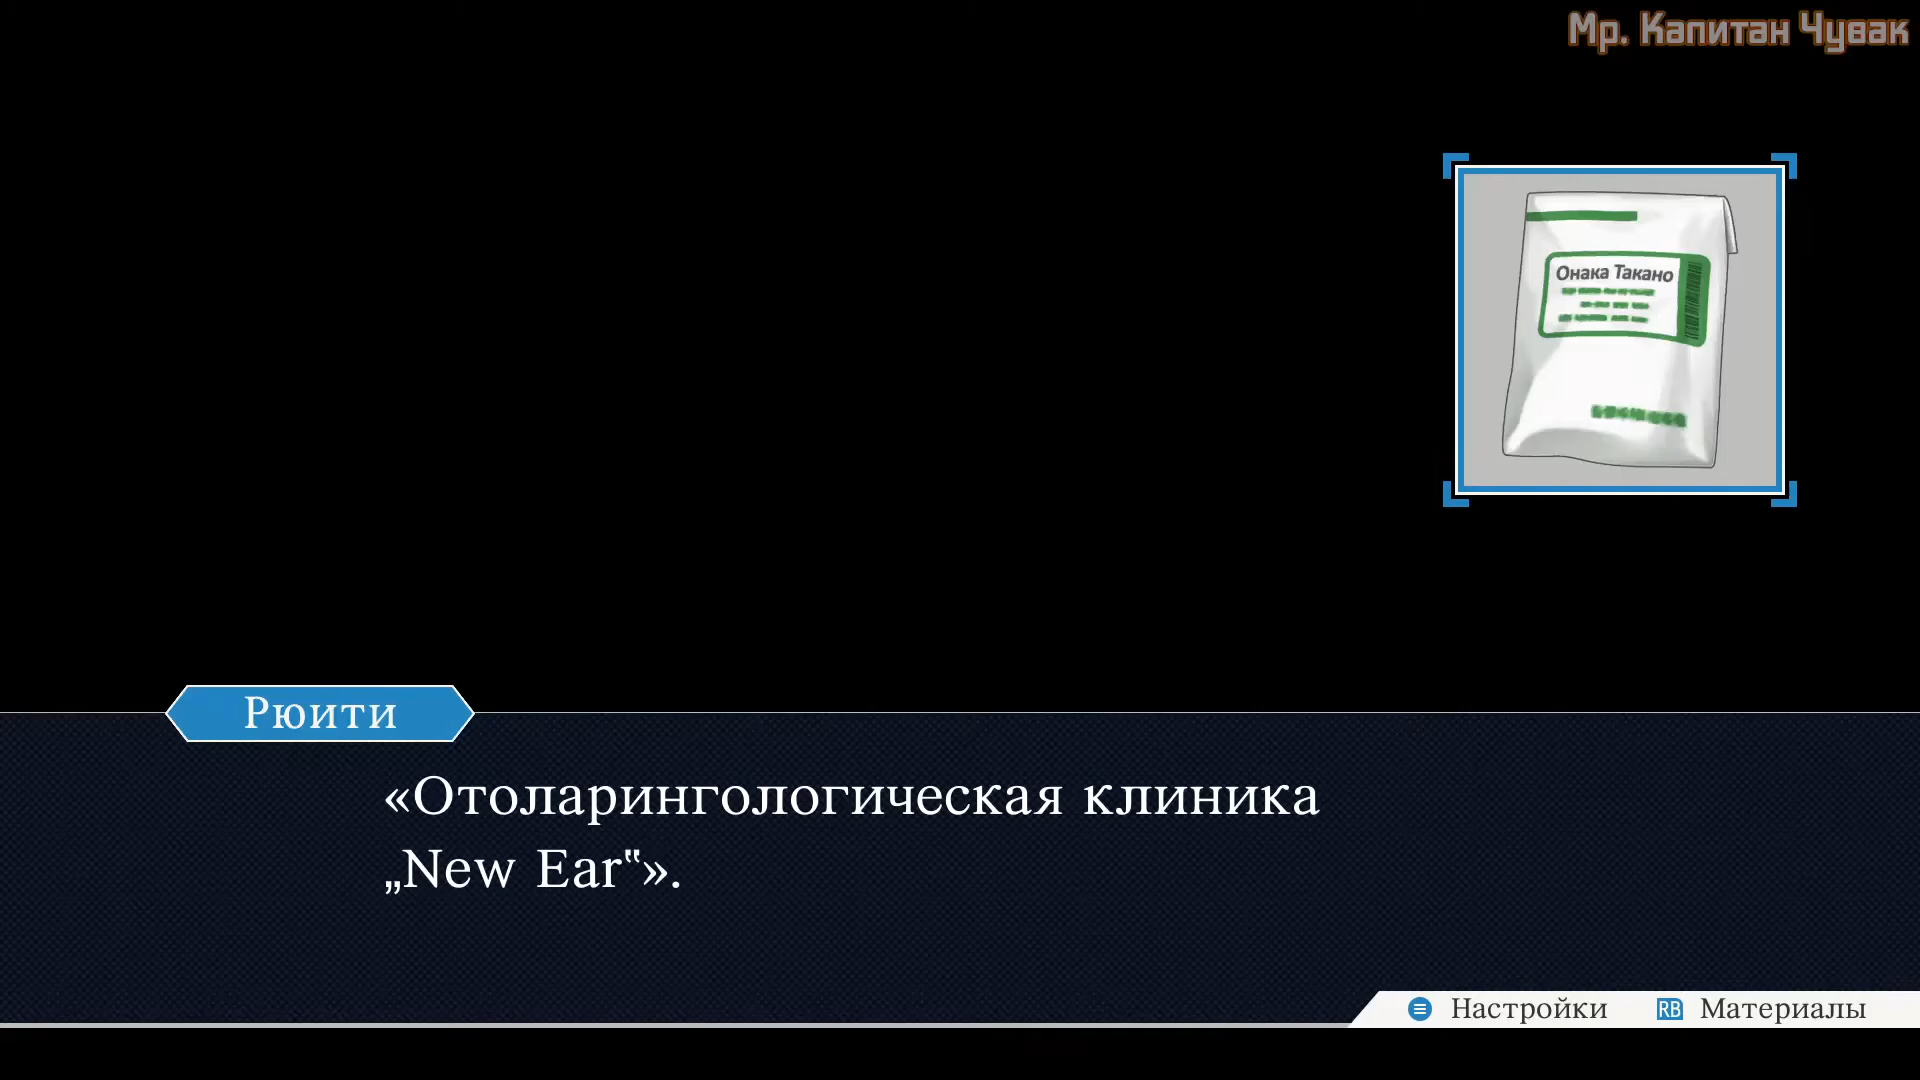 Мр. Капитан Чувак
Онака Такано
Рюити
«Отоларингологическая клиника
„New Ear‟».
Настройки
RB Материалы